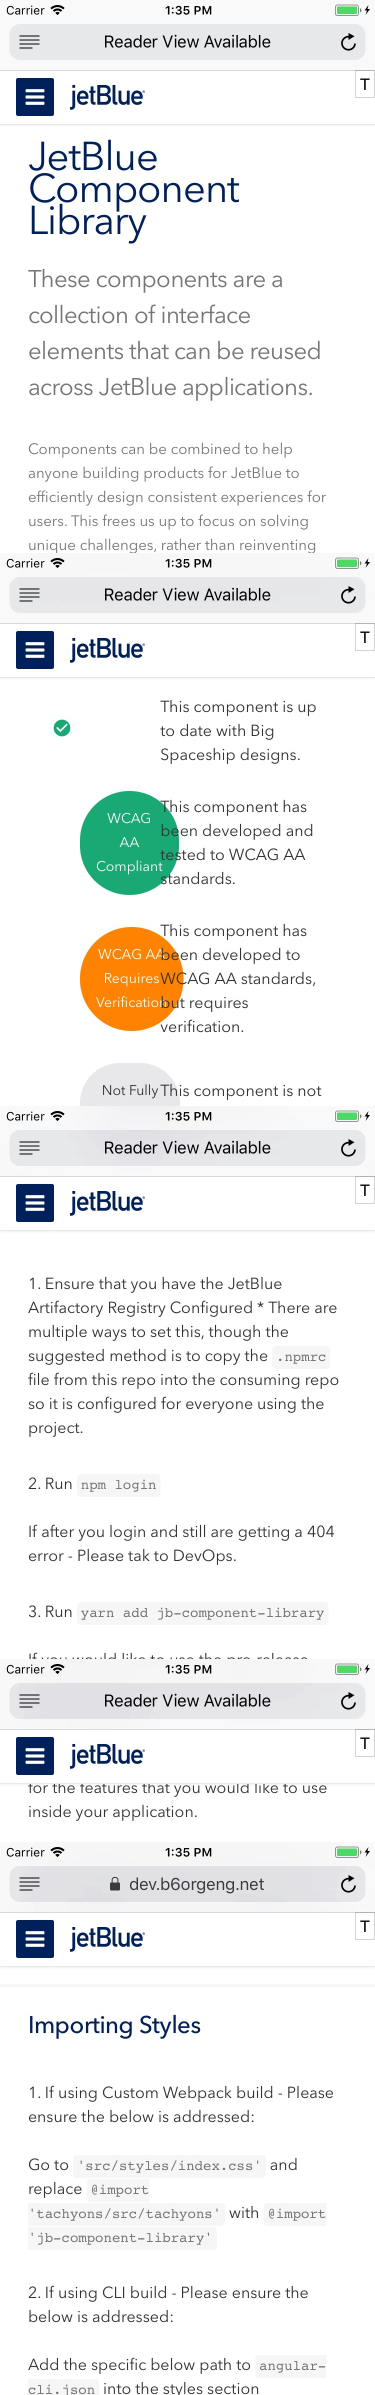 Carrier 1:35 PM
Reader View Available
jetBlue T
JetBlue
Component
Library
These components are a
collection of interface
elements that can be reused
across JetBlue applications.
Components can be combined to help
anyone building products for JetBlue to
efficiently design consistent experiences for
users. This frees us up to focus on solving
unique challenges, rather than reinventing
Carrier 1:35 PM
Reader View Available
jetBlue T
This component is up
to date with Big
Spaceship designs.
WCAG
AA
Compliant
This component has
been developed and
tested to WCAG AA
standards.
WCAG AA
Requires
Verification
This component has
been developed to
WCAG AA standards,
but requires
verification.
Not Fully
This component is not
Carrier 1:35 PM
Reader View Available
jetBlue T
1. Ensure that you have the JetBlue
Artifactory Registry Configured * There are
multiple ways to set this, though the
suggested method is to copy the .npmrc
file from this repo into the consuming repo
so it is configured for everyone using the
project.
2. Run npm login
If after you login and still are getting a 404
error - Please tak to DevOps.
3. Run yarn add jb-component-library
If you would like to use the pre-release
Carrier 1:35 PM
Reader View Available
jetBlue T
for the features that you would like to use
inside your application.
Carrier 1:35 PM
dev.b6orgeng.net
jetBlue T
Importing Styles
1. If using Custom Webpack build - Please
ensure the below is addressed:
Go to 'src/styles/index.css' and
replace @import
'tachyons/src/tachyons' with @import
'jb-component-library'
2. If using CLI build - Please ensure the
below is addressed:
Add the specific below path to angular-
cli.json into the styles section